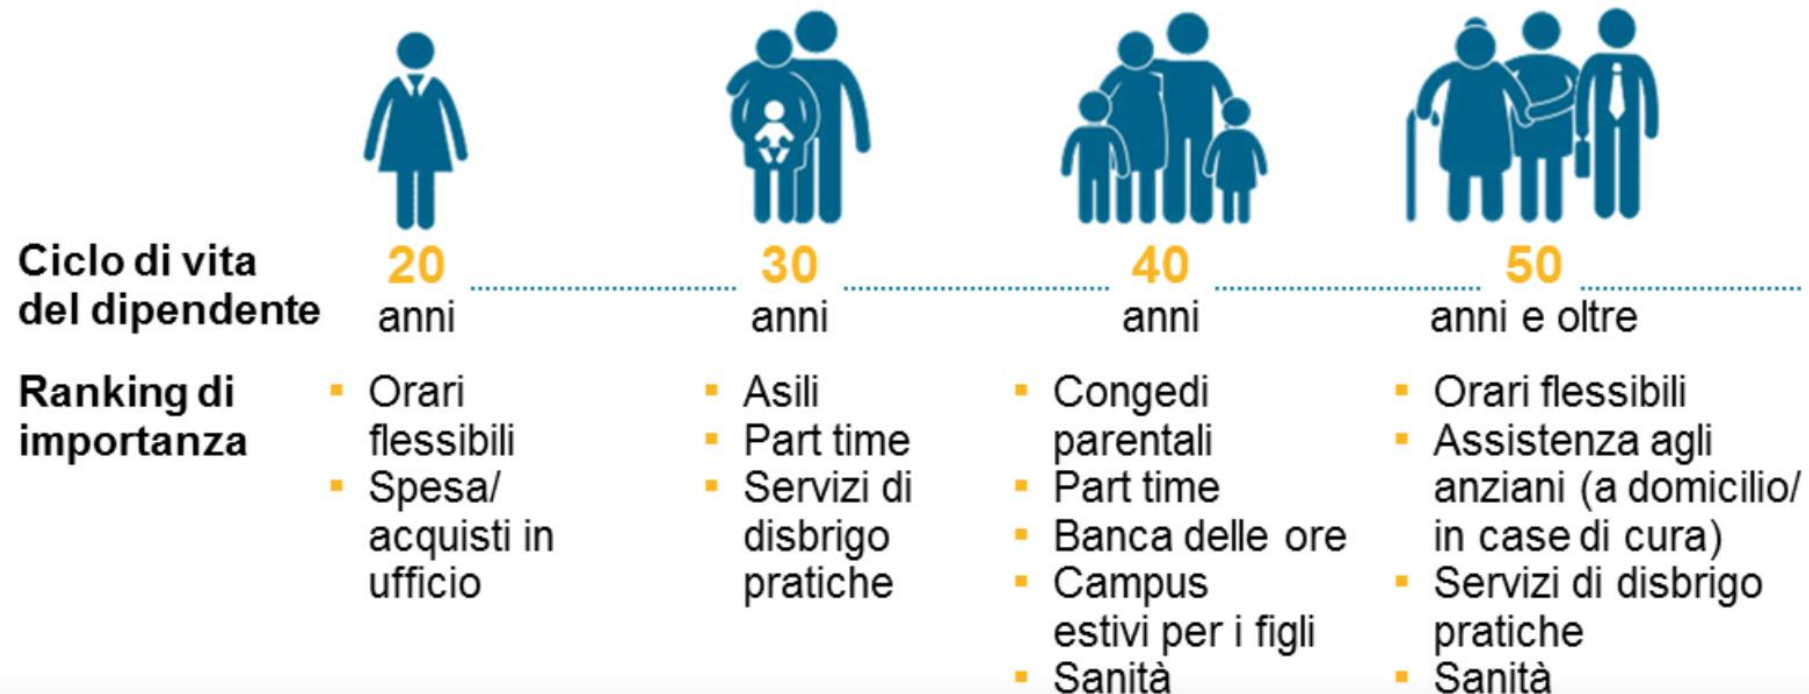 Ciclo di vita
del dipendente
20
anni
30
anni
40
anni
50
anni e oltre
Ranking di
importanza
▪ Orari
flessibili
▪ Spesa/
acquisti in
ufficio
▪ Asili
▪ Part time
▪ Servizi di
disbrigo
pratiche
▪ Congedi
parentali
▪ Part time
▪ Banca delle ore
▪ Campus
estivi per i figli
▪ Sanità
▪ Orari flessibili
▪ Assistenza agli
anziani (a domicilio/
in case di cura)
▪ Servizi di disbrigo
pratiche
▪ Sanità